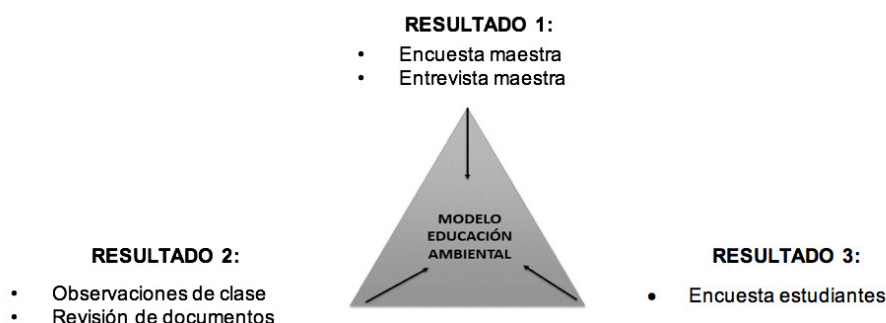 RESULTADO 1:
• Encuesta maestra
• Entrevista maestra
MODELO
EDUCACIÓN
AMBIENTAL
RESULTADO 2:
• Observaciones de clase
• Revisión de documentos
RESULTADO 3:
• Encuesta estudiantes